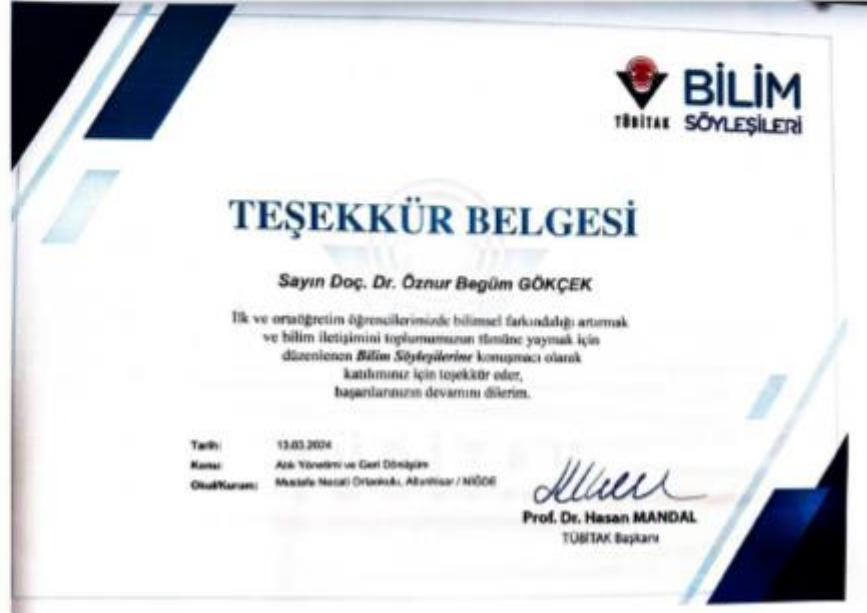 TÜBİTAK
BİLİM
SÖYLEŞİLERİ
TEŞEKKÜR BELGESİ
Sayın Doç. Dr. Öznur Begüm GÖKÇEK
İlk ve ortaöğretim öğrencilerimizde bilimsel farkındalığı artırmak
ve bilim iletişimini toplumumuzun tümüne yaymak için
düzenlenen Bilim Söyleşilerine konuşmacı olarak
katılımınız için teşekkür eder,
başarılarınızın devamını dilerim.
Tarih: 13.03.2024
Konu: Atık Yönetimi ve Geri Dönüşüm
Okul/Kurum: Mustafa Necati Ortaokulu, Altunhisar / NİĞDE
Prof. Dr. Hasan MANDAL
TÜBİTAK Başkanı